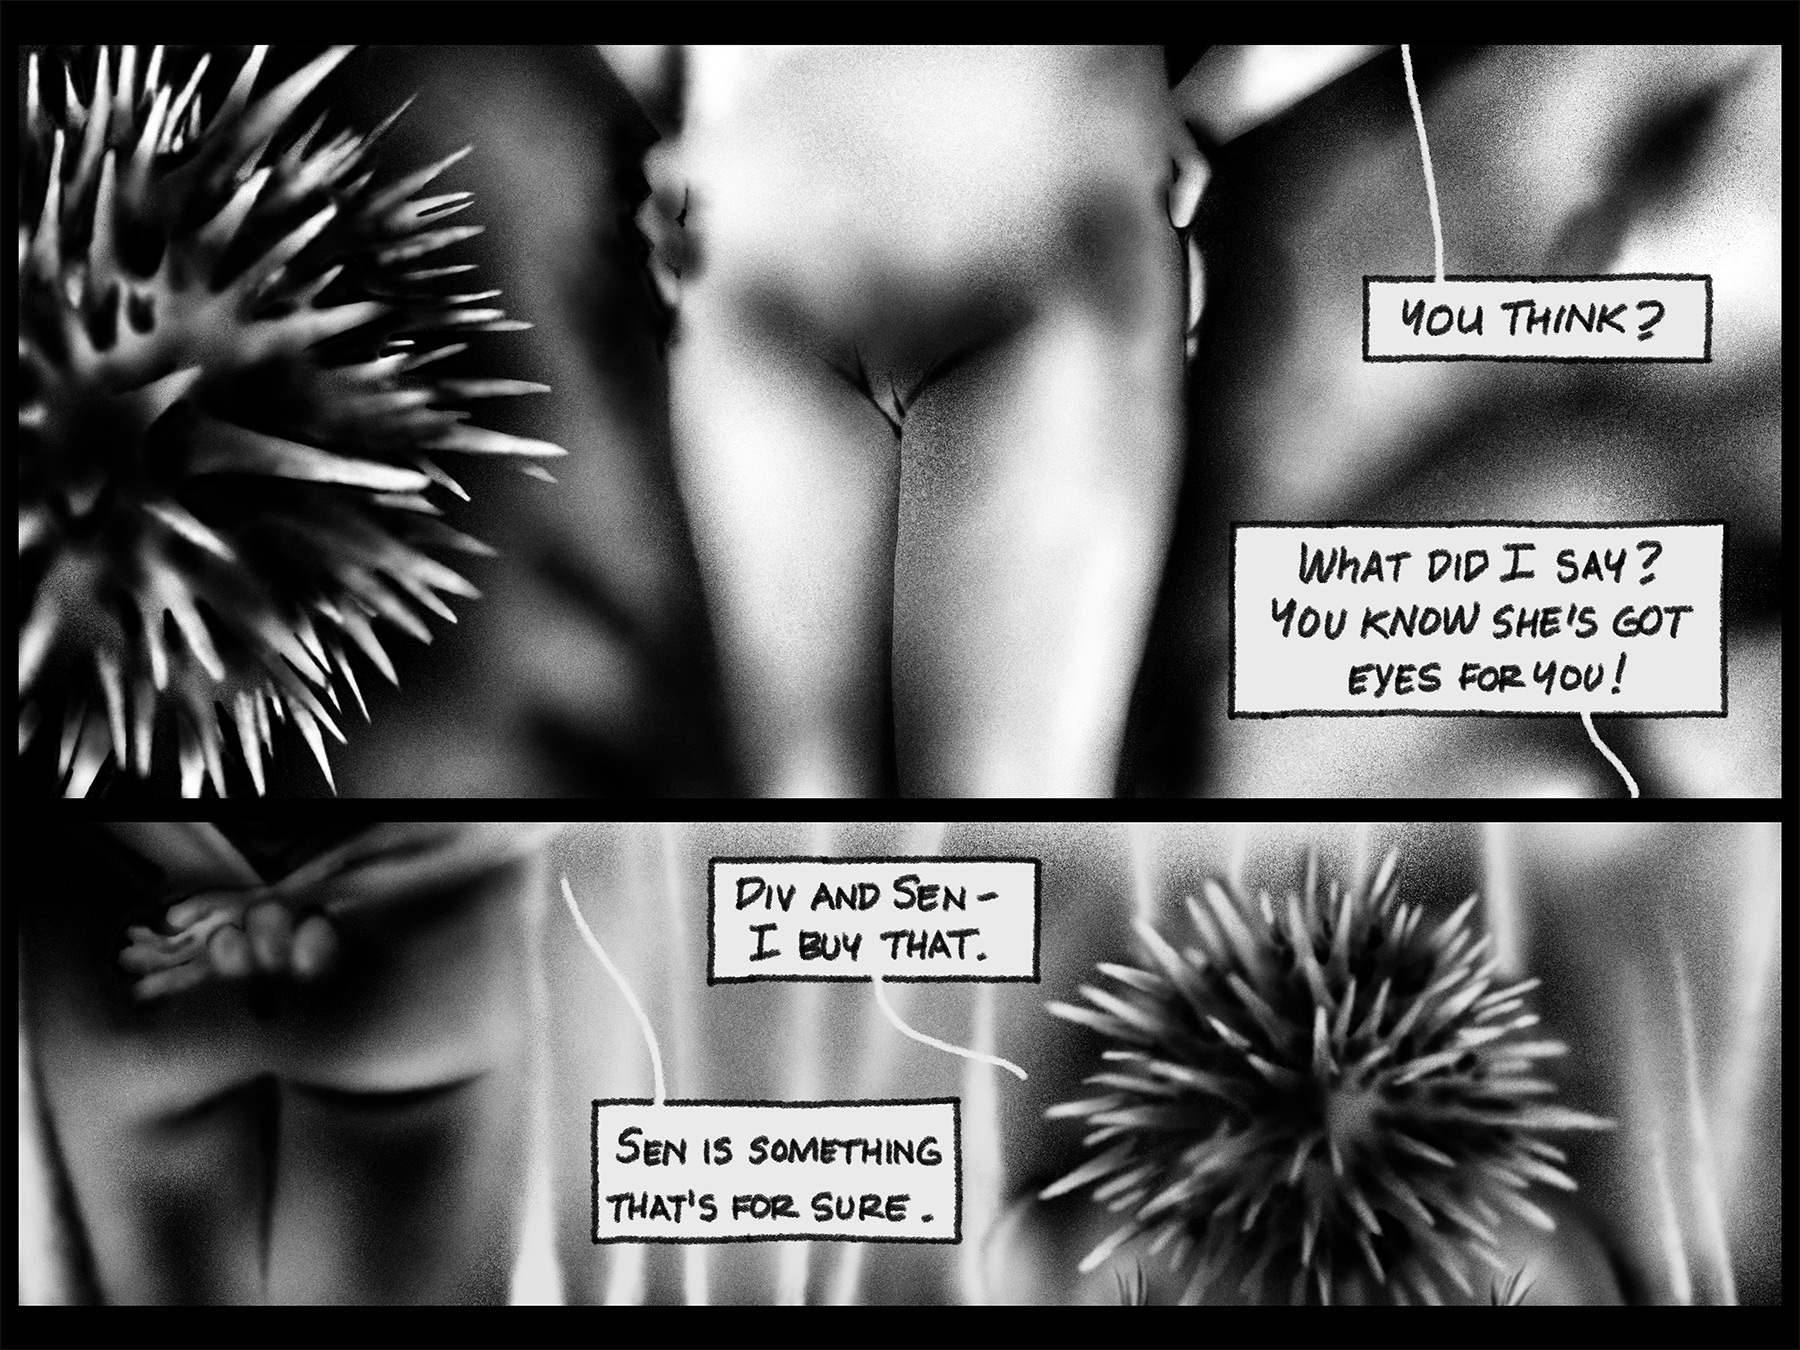 YOU THINK?
WHAT DID I SAY?
YOU KNOW SHE'S GOT
EYES FOR YOU!
DIV AND SEN-
I BUY THAT.
SEN IS SOMETHING
THAT'S FOR SURE.